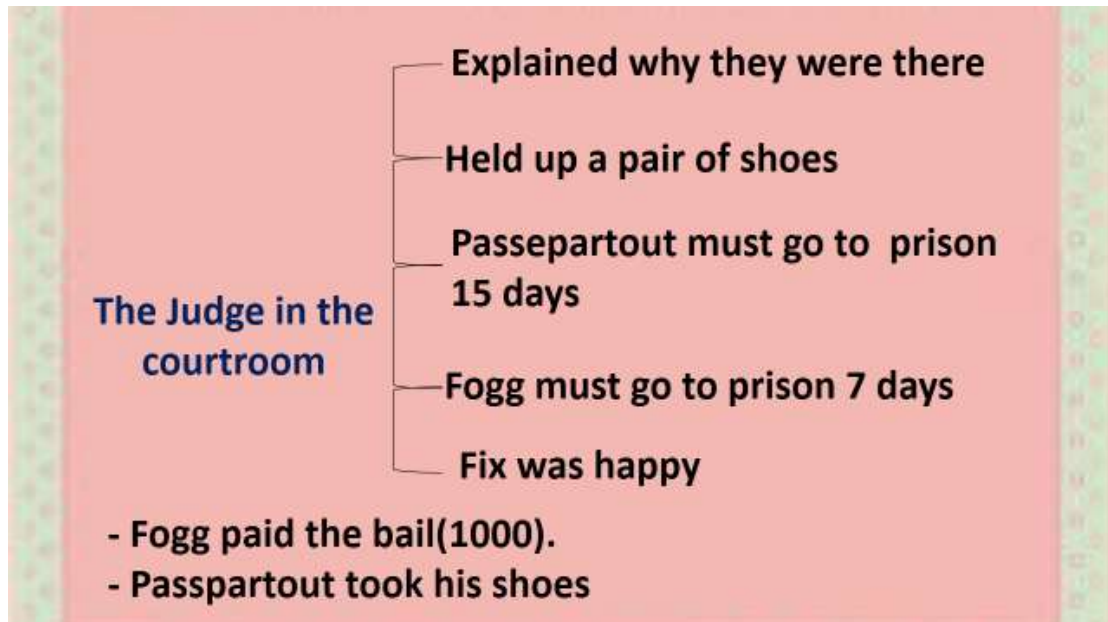 Explained why they were there
Held up a pair of shoes
Passepartout must go to prison
15 days
The Judge in the
courtroom
Fogg must go to prison 7 days
Fix was happy
- Fogg paid the bail(1000).
- Passpartout took his shoes